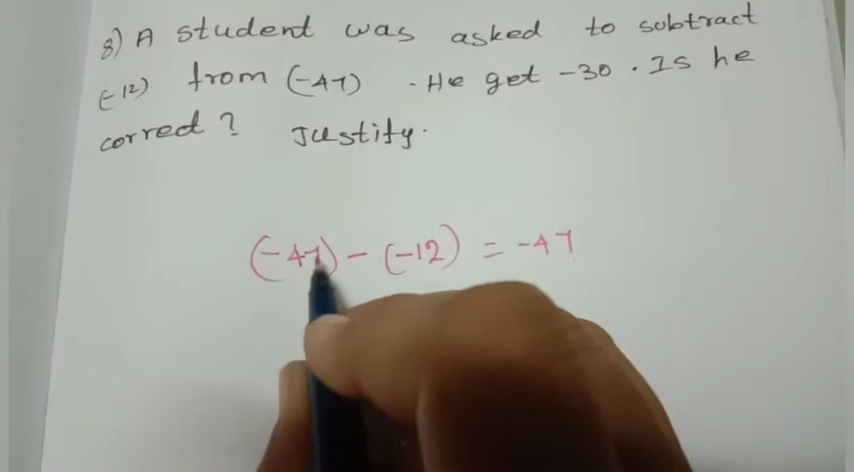 8) A student was asked to subtract
(-12) from (-47) . He get -30 . Is he
correct ? Justify.
(-47) - (-12) = -47